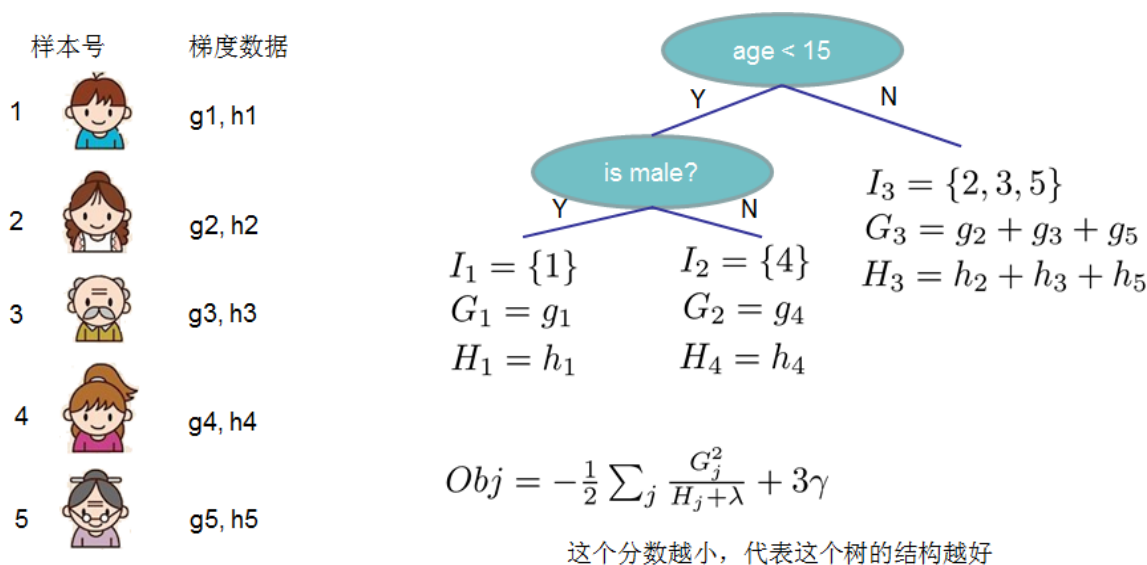 样本号 梯度数据
1 g1, h1
2 g2, h2
3 g3, h3
4 g4, h4
5 g5, h5
age < 15
Y N
is male?
Y N
I_1 = {1}
G_1 = g_1
H_1 = h_1
I_2 = {4}
G_2 = g_4
H_4 = h_4
I_3 = {2, 3, 5}
G_3 = g_2 + g_3 + g_5
H_3 = h_2 + h_3 + h_5
Obj = -\frac{1}{2} \sum_j \frac{G_j^2}{H_j+λ} + 3γ
这个分数越小，代表这个树的结构越好